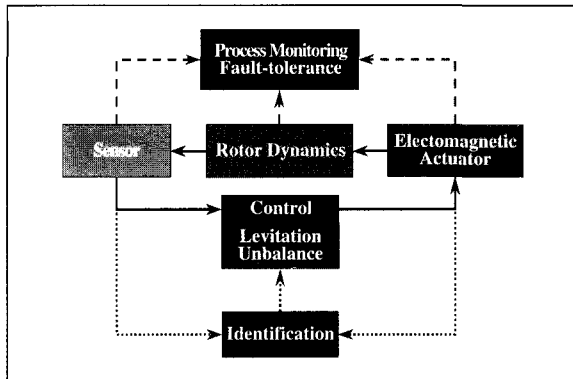 Process Monitoring
Fault-tolerance
Sensor
Rotor Dynamics
Electomagnetic
Actuator
Control
Levitation
Unbalance
Identification